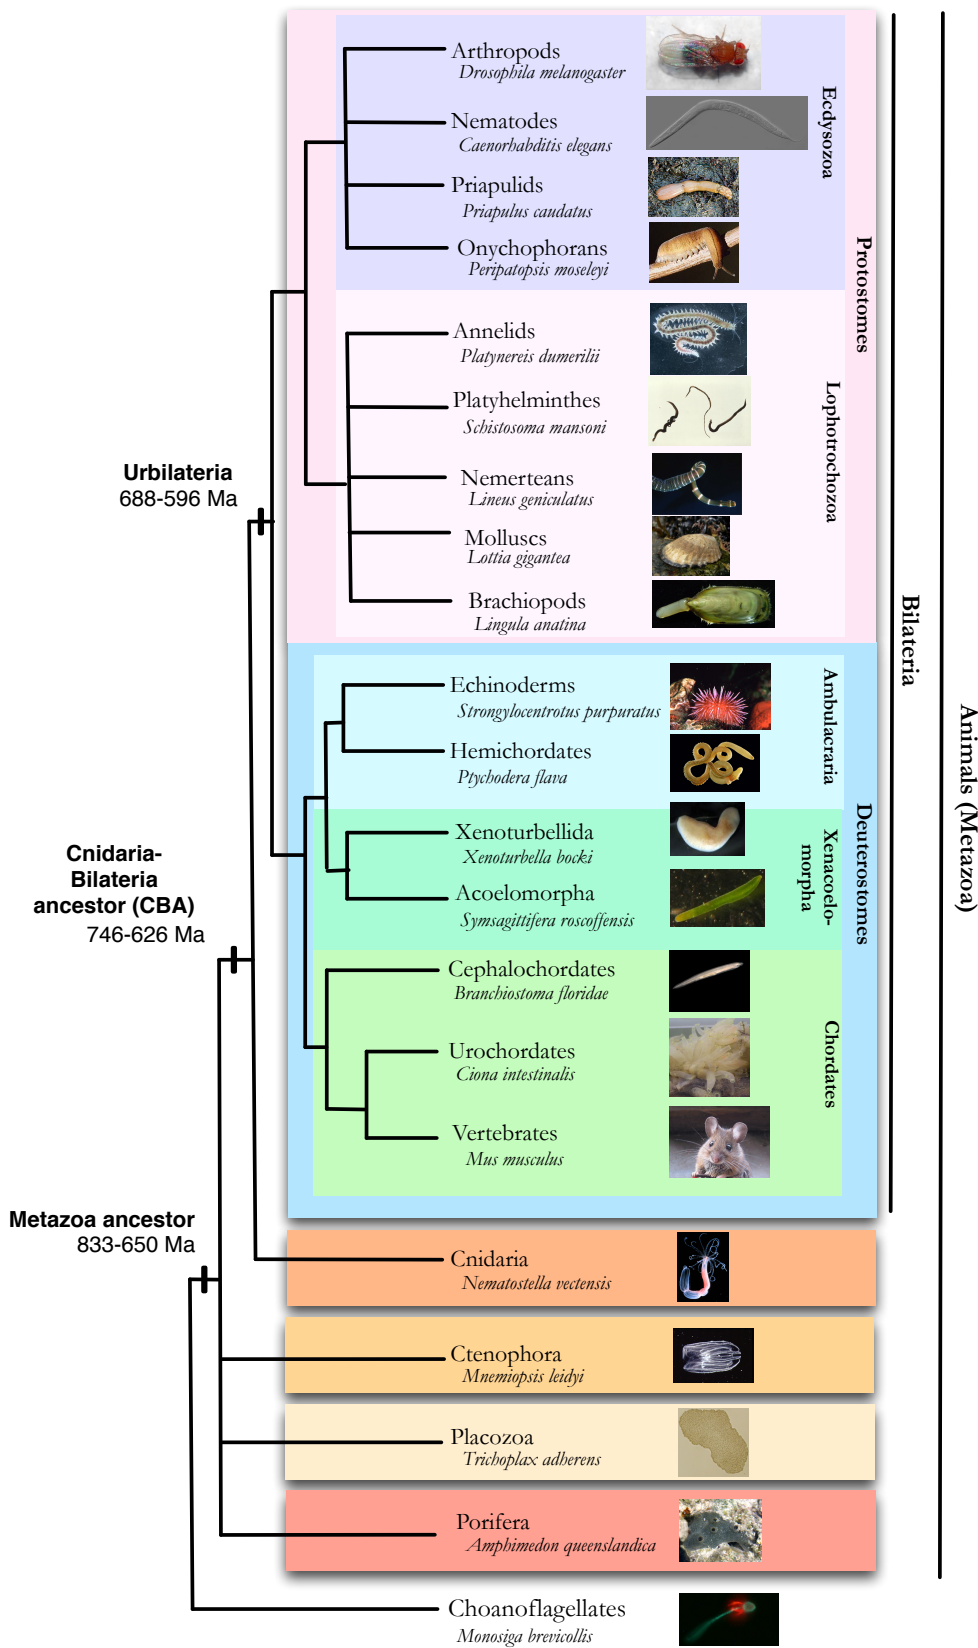 Arthropods
Drosophila melanogaster
Nematodes
Caenorhabditis elegans
Priapulids
Priapulus caudatus
Onychophorans
Peripatopsis moseleyi
Ecdysozoa
Annelids
Platynereis dumerilii
Platyhelminthes
Schistosoma mansoni
Nemerteans
Lineus geniculatus
Molluscs
Lottia gigantea
Brachiopods
Lingula anatina
Lophotrochozoa
Protostomes
Echinoderms
Strongylocentrotus purpuratus
Hemichordates
Ptychodera flava
Ambulacraria
Xenoturbellida
Xenoturbella bocki
Acoelomorpha
Symsagittifera roscoffensis
Xenacoelo-
morpha
Cephalochordates
Branchiostoma floridae
Urochordates
Ciona intestinalis
Vertebrates
Mus musculus
Chordates
Deuterostomes
Bilateria
Animals (Metazoa)
Urbilateria
688-596 Ma
Cnidaria-
Bilateria
ancestor (CBA)
746-626 Ma
Metazoa ancestor
833-650 Ma
Cnidaria
Nematostella vectensis
Ctenophora
Mnemiopsis leidyi
Placozoa
Trichoplax adherens
Porifera
Amphimedon queenslandica
Choanoflagellates
Monosiga brevicollis